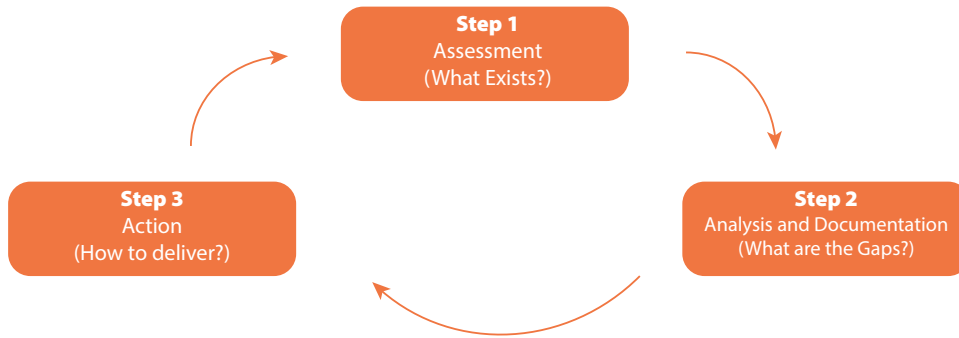 Step 1
Assessment
(What Exists?)
Step 2
Analysis and Documentation
(What are the Gaps?)
Step 3
Action
(How to deliver?)